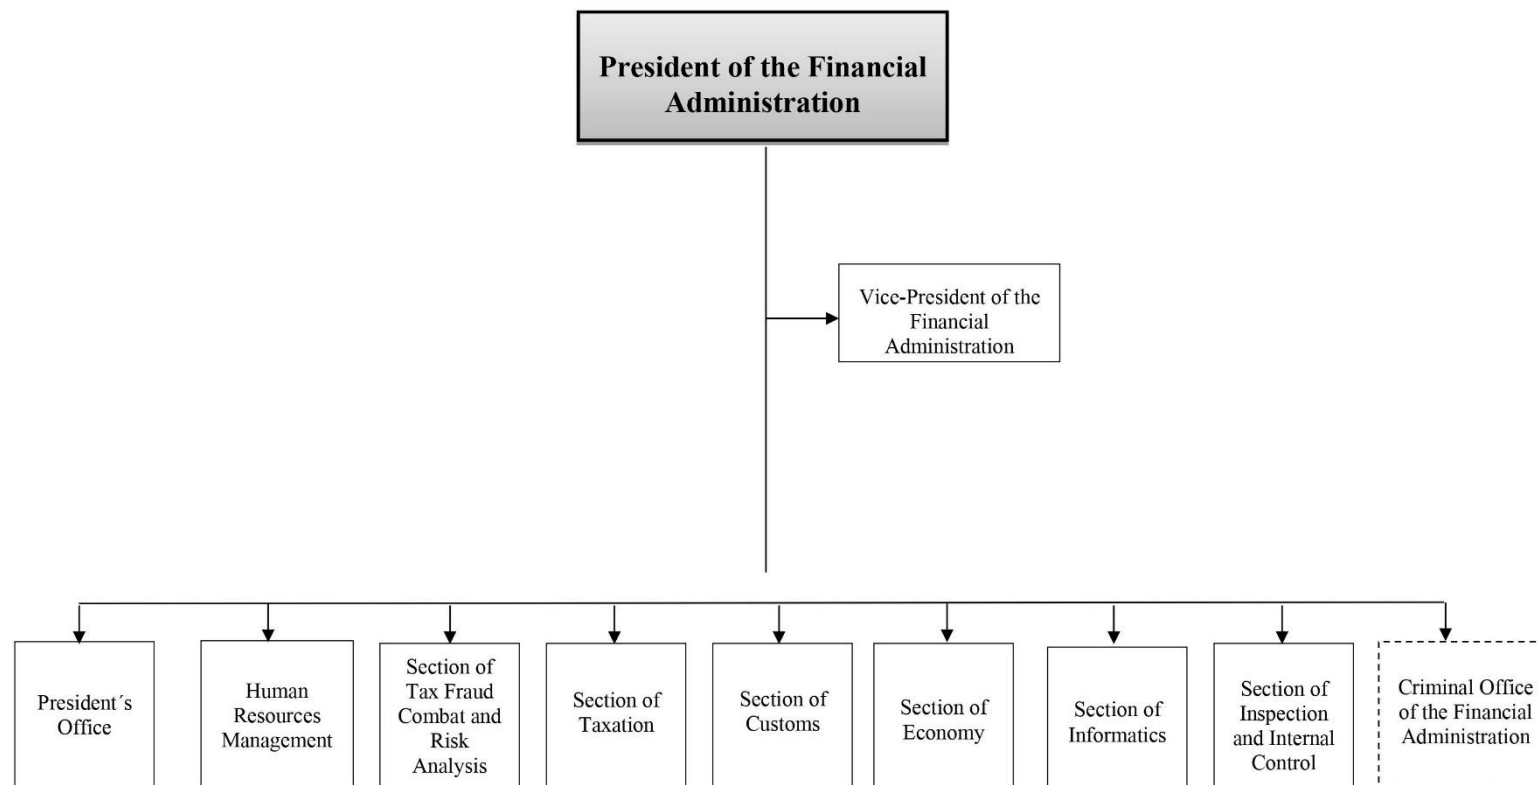 President of the Financial
Administration
Vice-President of the
Financial
Administration
President´s
Office
Human
Resources
Management
Section of
Tax Fraud
Combat and
Risk
Analysis
Section of
Taxation
Section of
Customs
Section of
Economy
Section of
Informatics
Section of
Inspection
and Internal
Control
Criminal Office
of the Financial
Administration